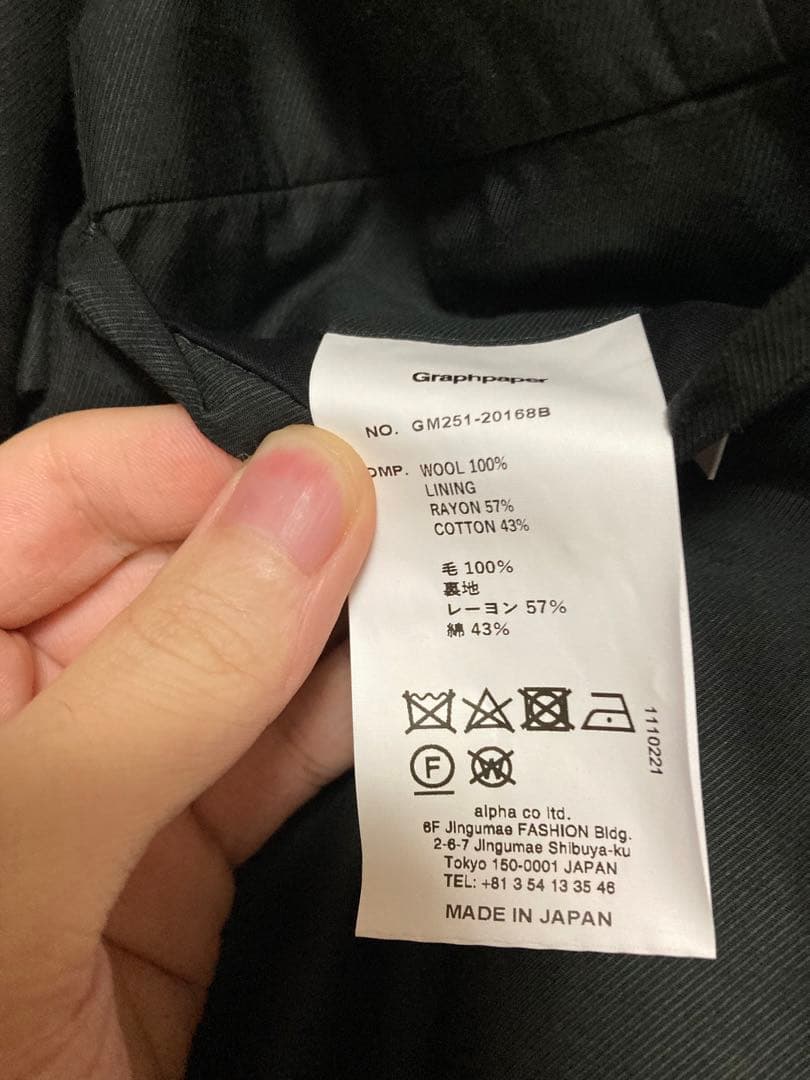 Graphpaper
NO. GM251-20168B
OMP. WOOL 100%
LINING
RAYON 57%
COTTON 43%
毛 100%
裏地
レーヨン 57%
綿 43%
F W
1110221
alpha co ltd.
6F Jingumae FASHION Bldg.
2-6-7 Jingumae Shibuya-ku
Tokyo 150-0001 JAPAN
TEL: +81 3 54 13 35 46
MADE IN JAPAN